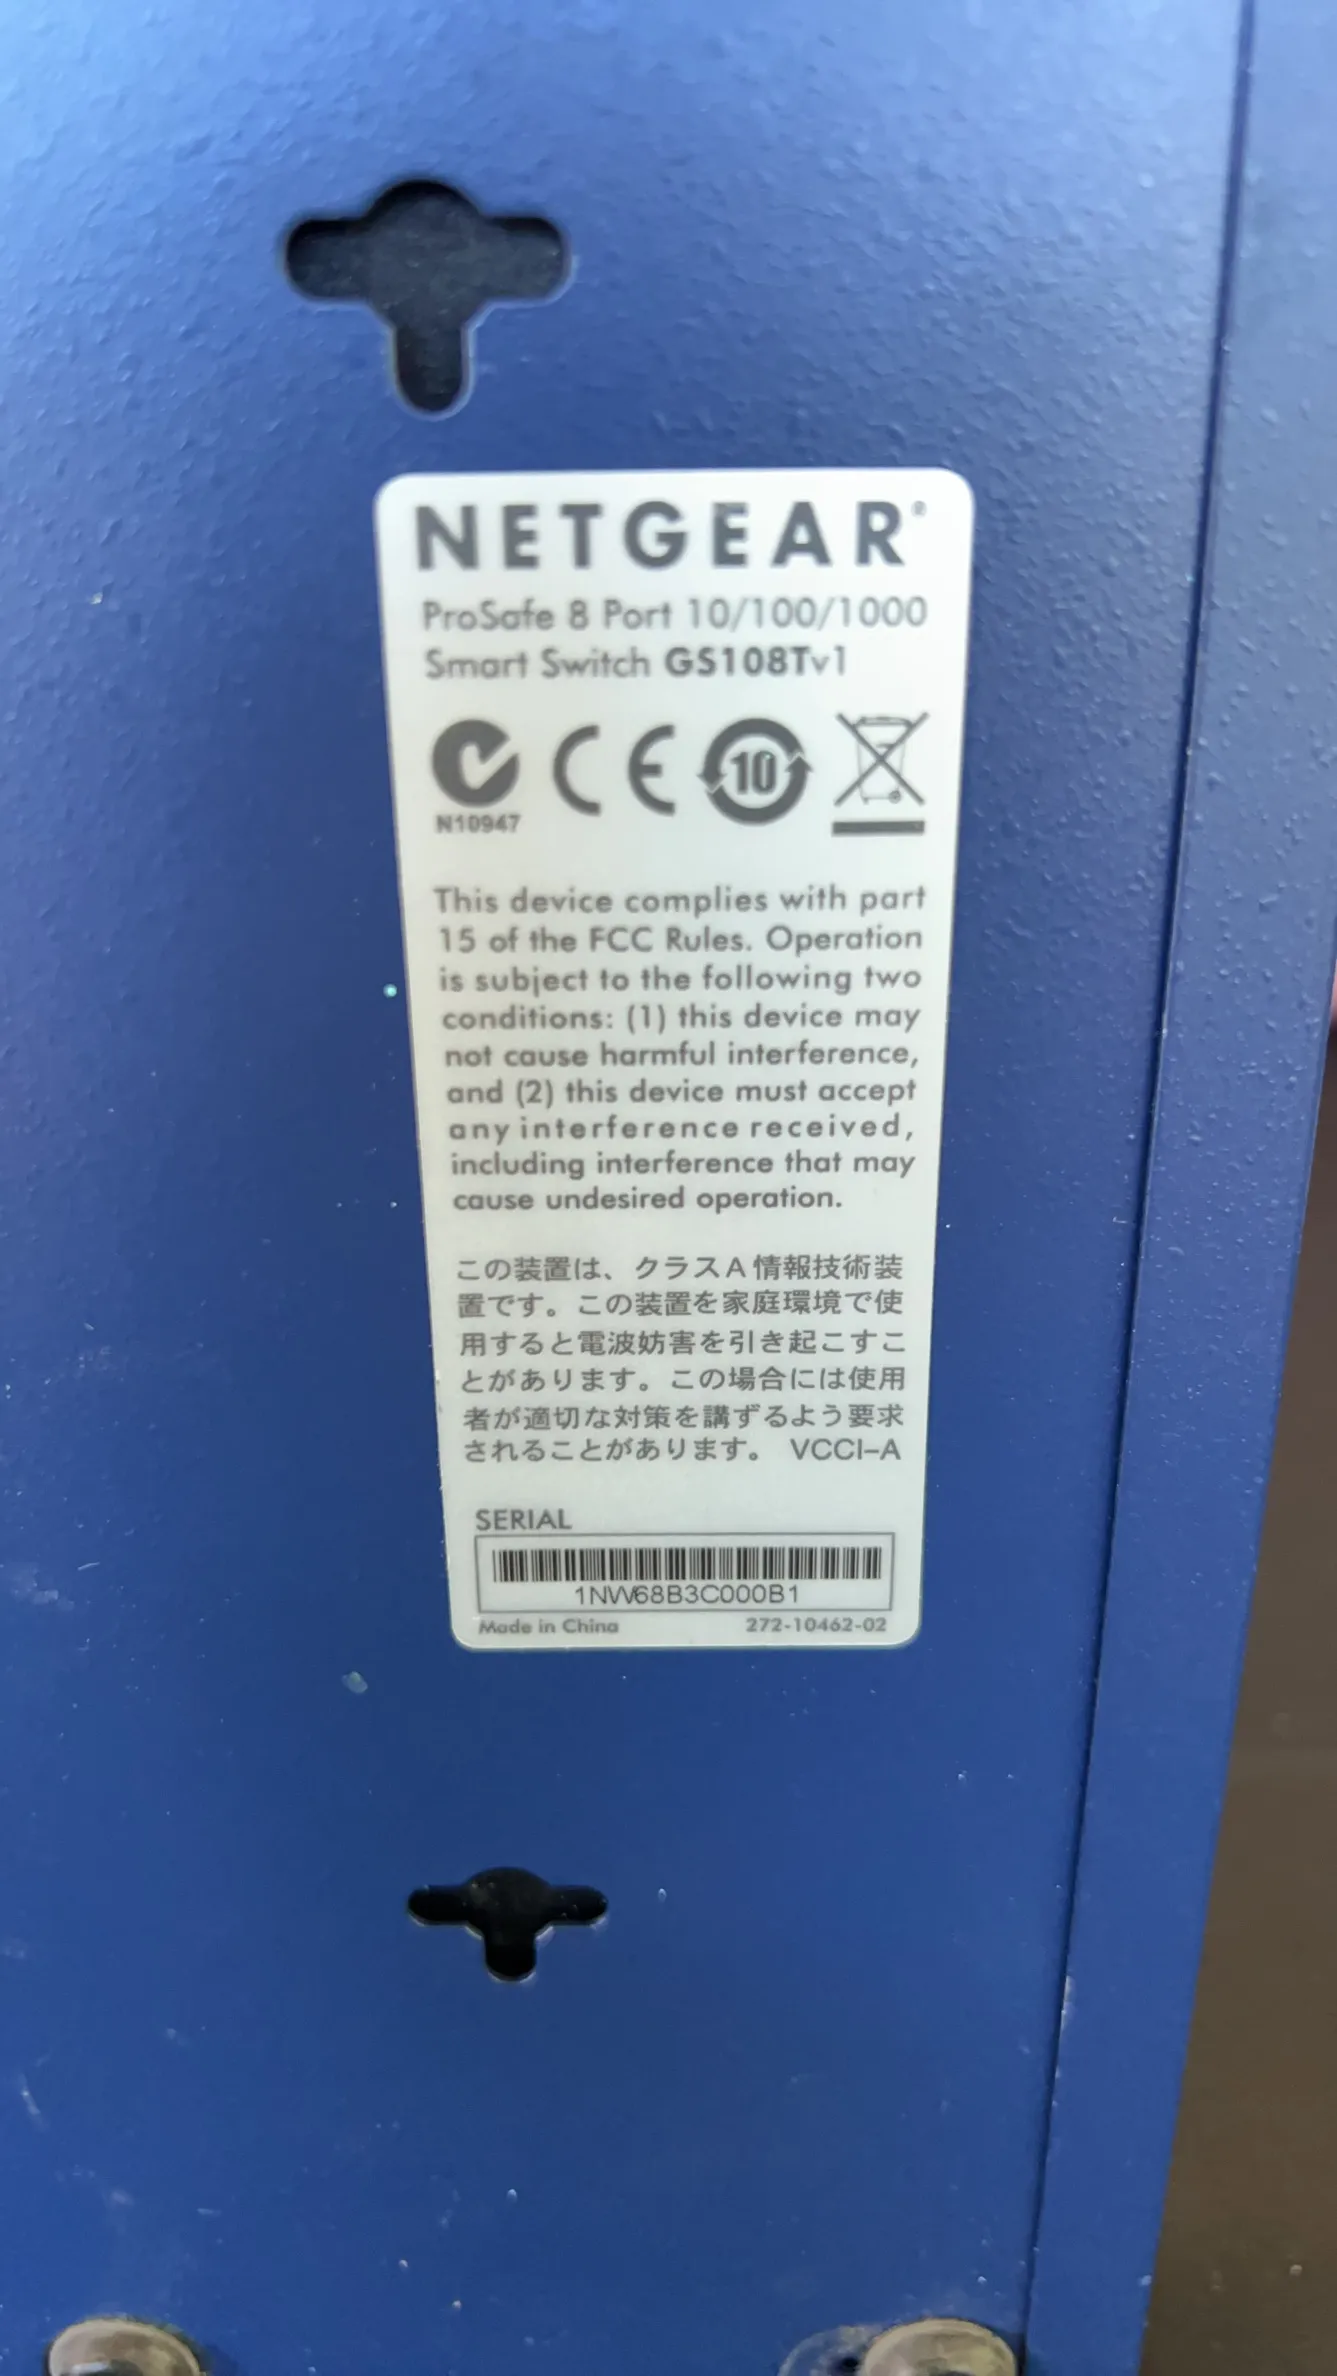 NETGEAR®
ProSafe 8 Port 10/100/1000
Smart Switch GS108Tv1
10
N10947
This device complies with part
15 of the FCC Rules. Operation
is subject to the following two
conditions: (1) this device may
not cause harmful interference,
and (2) this device must accept
any interference received,
including interference that may
cause undesired operation.
この装置は、クラスA情報技術装
置です。この装置を家庭環境で使
用すると電波妨害を引き起こすこ
とがあります。この場合には使用
者が適切な対策を講ずるよう要求
されることがあります。 VCCI-A
SERIAL
1NW68B3C000B1
Made in China 272-10462-02